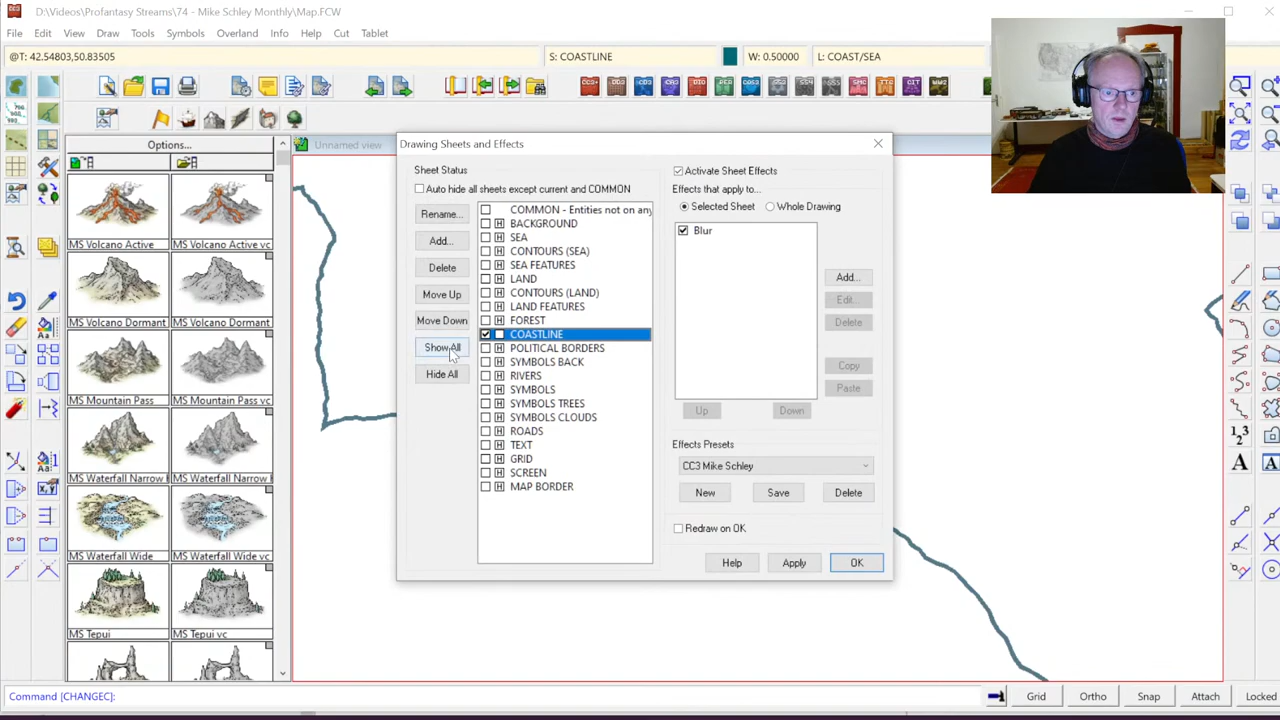 D:\Videos\Profantasy Streams\74 - Mike Schley Monthly\Map.FCW
File Edit View Draw Tools Symbols Overland Info Help Cut Tablet
@T: 42.54803,50.83505
S: COASTLINE
W: 0.50000
L: COAST/SEA
Options...
Unnamed view
MS Volcano Active
MS Volcano Active vc
MS Volcano Dormant
MS Volcano Dormant
MS Mountain Pass
MS Mountain Pass vc
MS Waterfall Narrow
MS Waterfall Narrow
MS Waterfall Wide
MS Waterfall Wide vc
MS Tepui
MS Tepui vc
Drawing Sheets and Effects
Sheet Status
Auto hide all sheets except current and COMMON
Rename...
Add...
Delete
Move Up
Move Down
Show All
Hide All
COMMON - Entities not on any
H BACKGROUND
H SEA
H CONTOURS (SEA)
H SEA FEATURES
H LAND
H CONTOURS (LAND)
H LAND FEATURES
H FOREST
COASTLINE
H POLITICAL BORDERS
H SYMBOLS BACK
H RIVERS
H SYMBOLS
H SYMBOLS TREES
H SYMBOLS CLOUDS
H ROADS
H TEXT
H GRID
H SCREEN
H MAP BORDER
Activate Sheet Effects
Effects that apply to...
Selected Sheet
Whole Drawing
Blur
Add...
Edit...
Delete
Copy
Paste
Up
Down
Effects Presets
CC3 Mike Schley
New
Save
Delete
Redraw on OK
Help
Apply
OK
Command [CHANGEC]:
Grid
Ortho
Snap
Attach
Locked